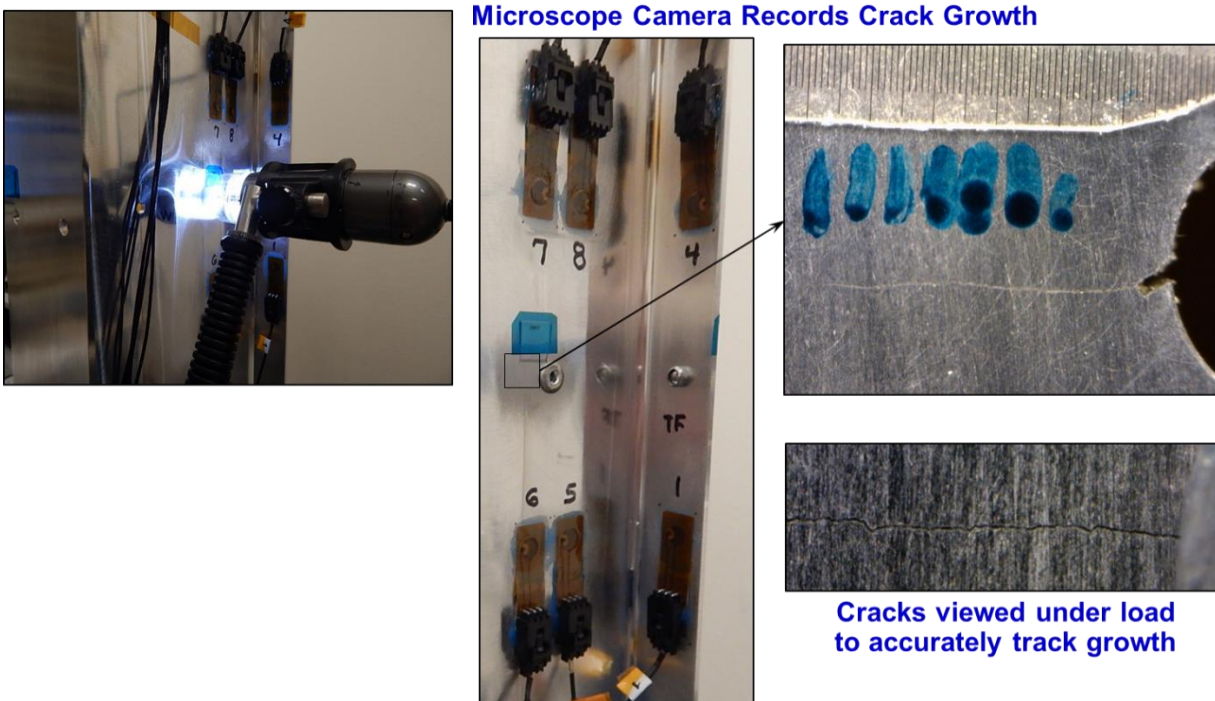 Microscope Camera Records Crack Growth
7 8 4
7 8 4
TF
6 5 1
1
Cracks viewed under load
to accurately track growth